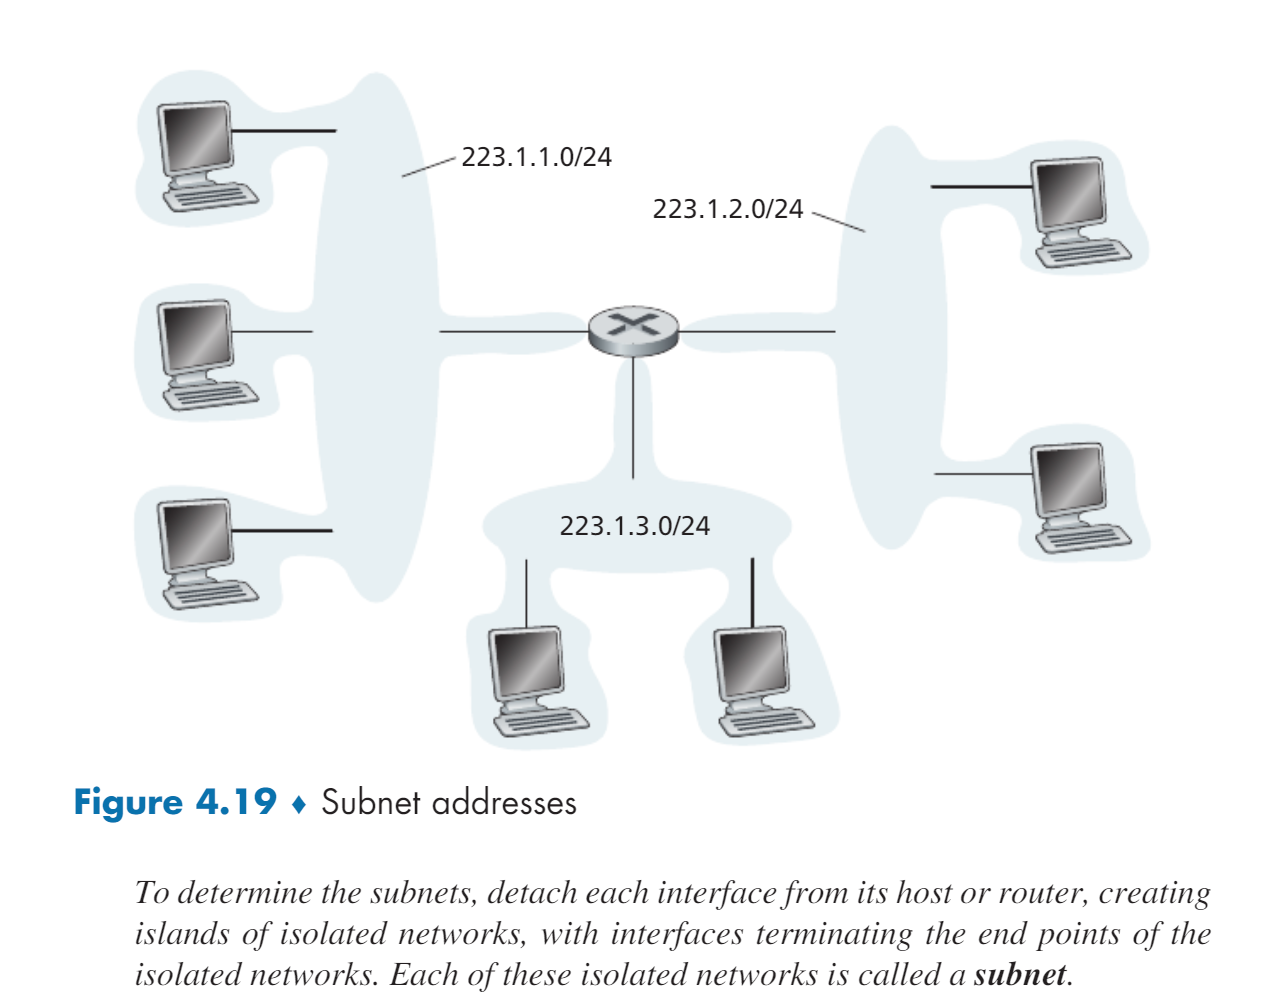 223.1.1.0/24
223.1.2.0/24
223.1.3.0/24
Figure 4.19 ♦ Subnet addresses
To determine the subnets, detach each interface from its host or router, creating
islands of isolated networks, with interfaces terminating the end points of the
isolated networks. Each of these isolated networks is called a subnet.